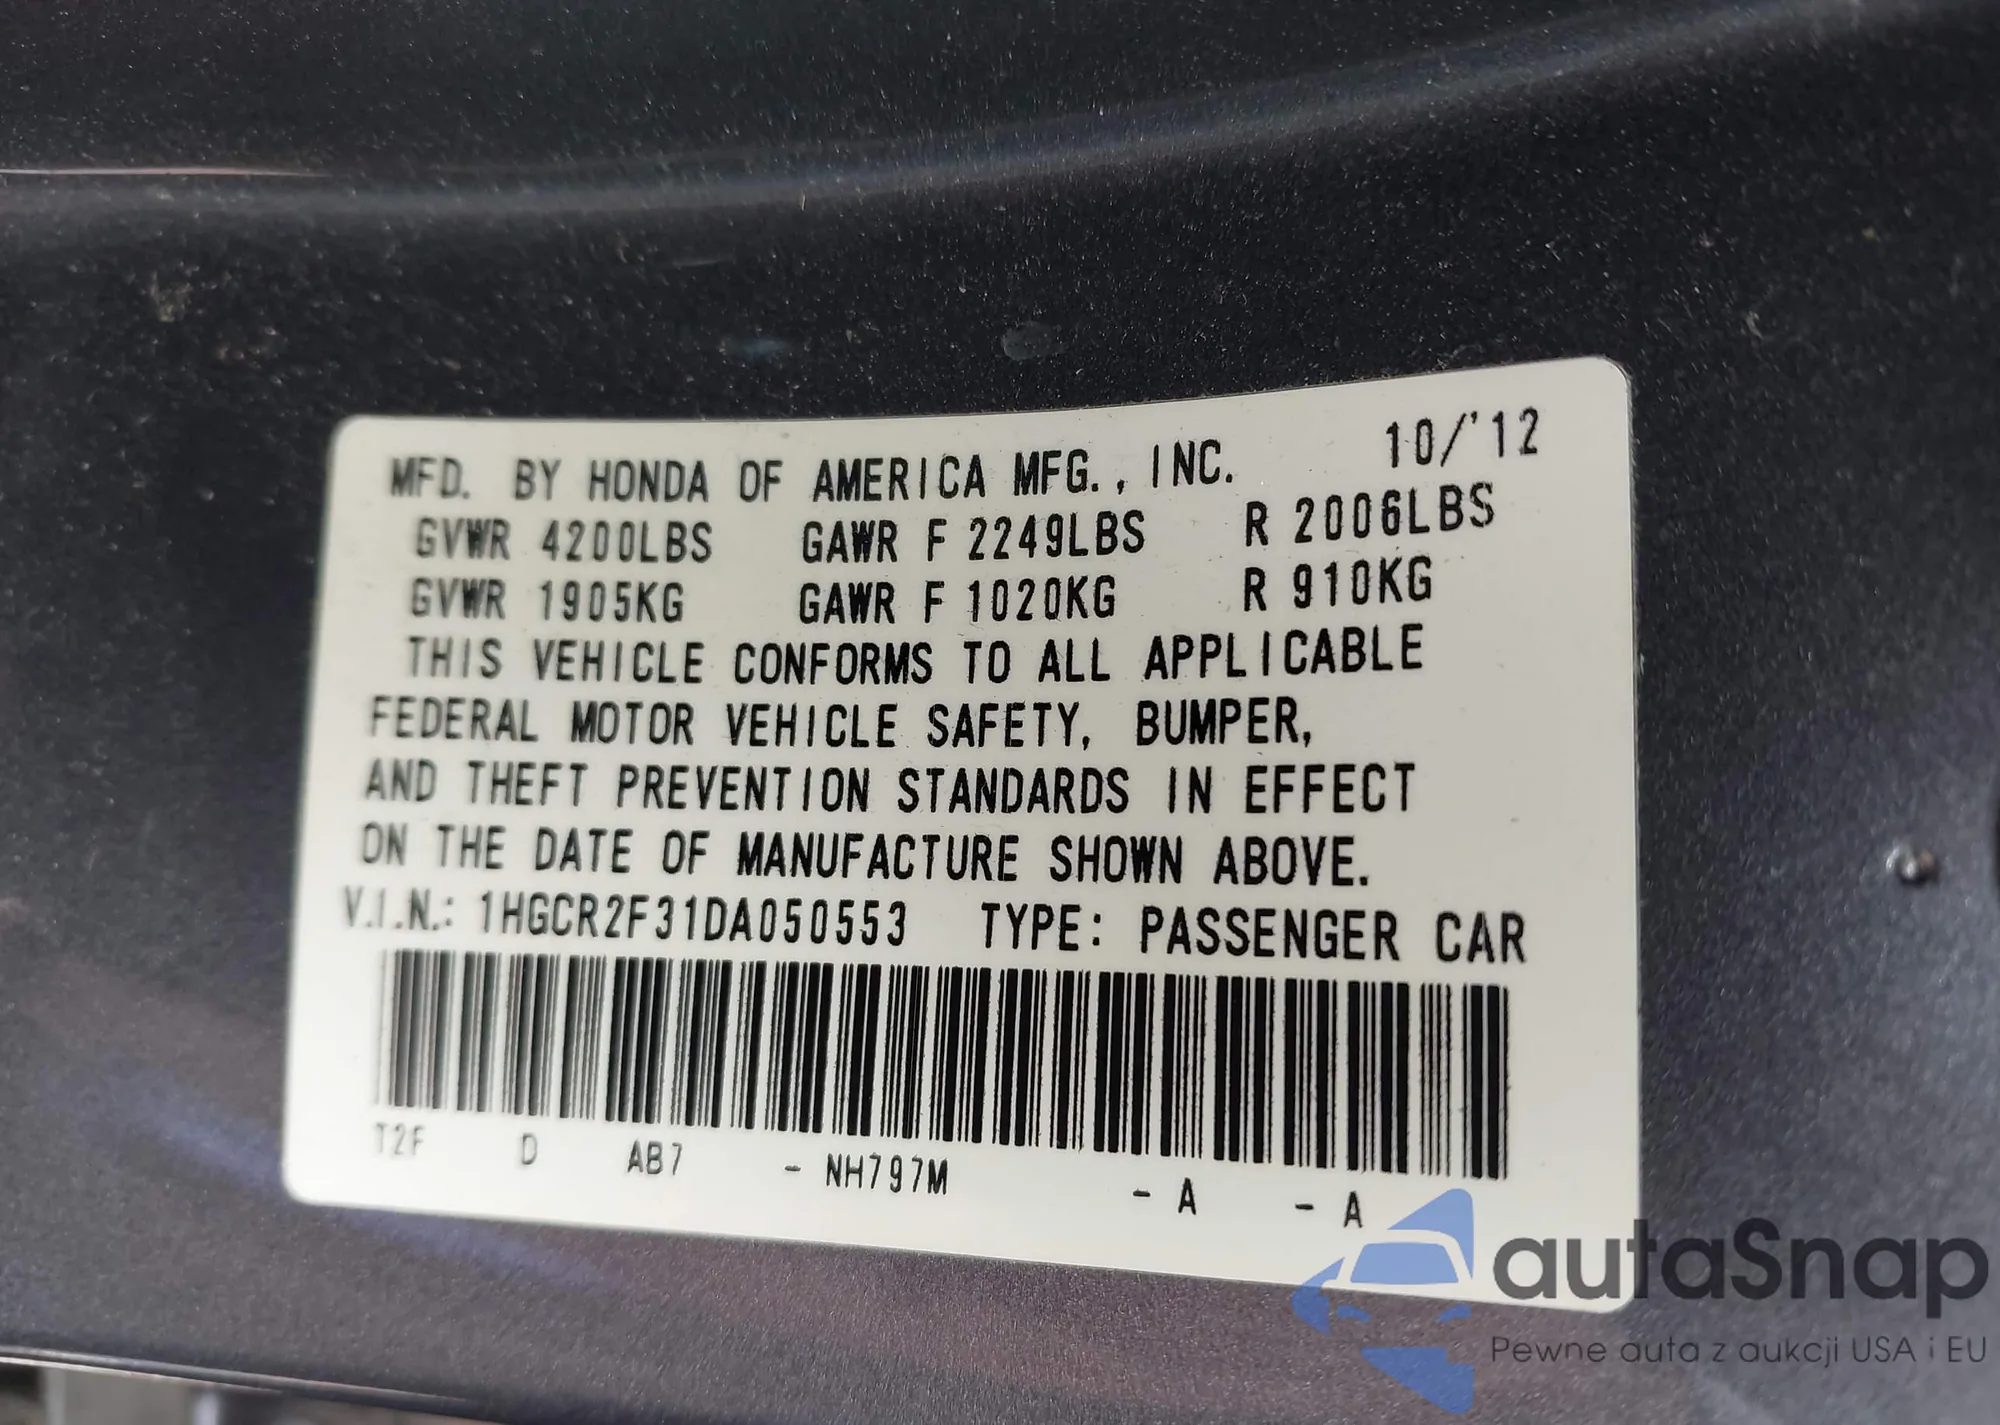 MFD. BY HONDA OF AMERICA MFG., INC. 10/'12
GVWR 4200LBS GAWR F 2249LBS R 2006LBS
GVWR 1905KG GAWR F 1020KG R 910KG
THIS VEHICLE CONFORMS TO ALL APPLICABLE
FEDERAL MOTOR VEHICLE SAFETY, BUMPER,
AND THEFT PREVENTION STANDARDS IN EFFECT
ON THE DATE OF MANUFACTURE SHOWN ABOVE.
V.I.N.: 1HGCR2F31DA050553 TYPE: PASSENGER CAR
T2F D AB7 - NH797M - A - A
autaSnap
Pewne auta z aukcji USA i EU